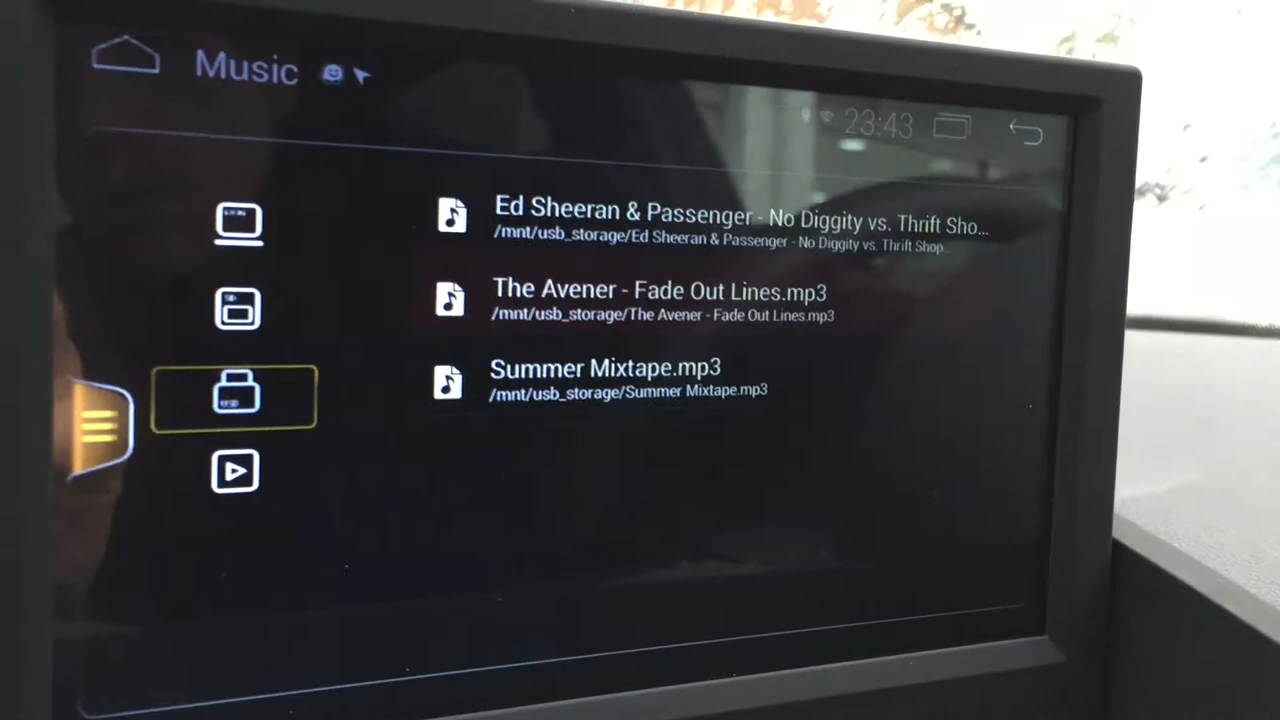 Music
23:43
Ed Sheeran & Passenger - No Diggity vs. Thrift Sho...
/mnt/usb_storage/Ed Sheeran & Passenger - No Diggity vs. Thrift Shop...
The Avener - Fade Out Lines.mp3
/mnt/usb_storage/The Avener - Fade Out Lines.mp3
Summer Mixtape.mp3
/mnt/usb_storage/Summer Mixtape.mp3